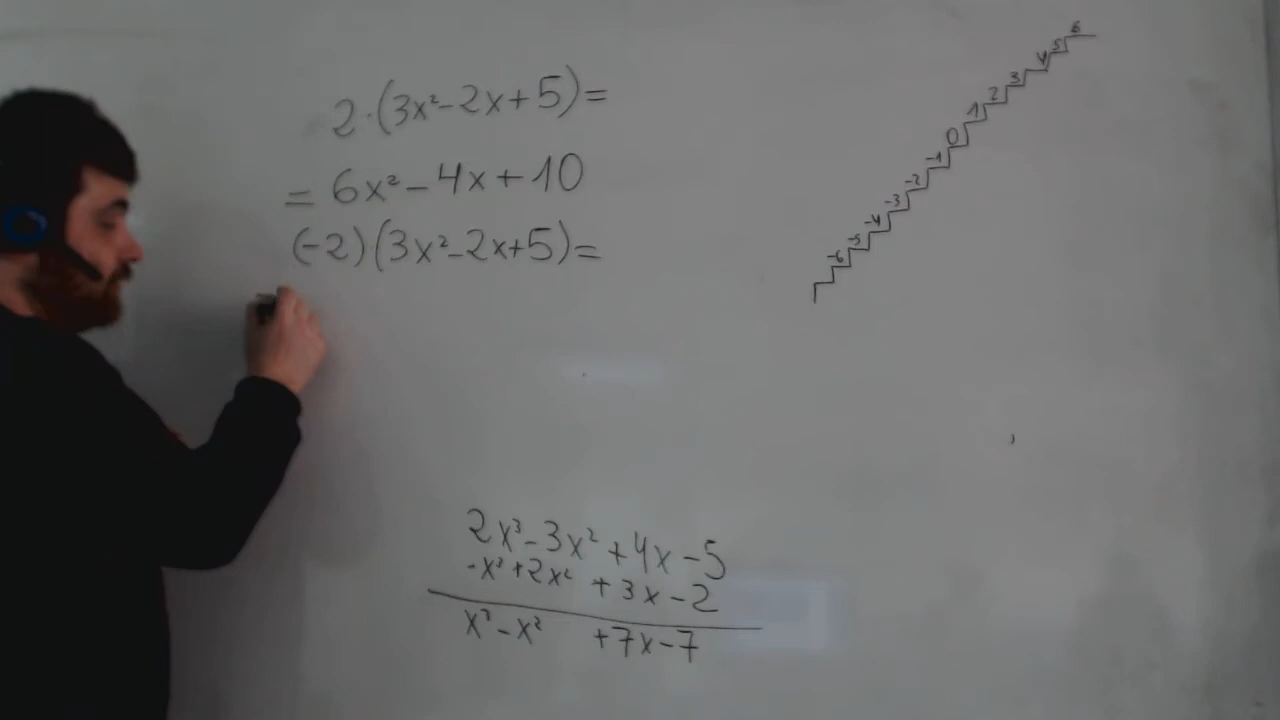 2·(3x²-2x+5)=
= 6x²-4x+10
(-2)(3x²-2x+5)=
6
5
4
3
2
1
0
-1
-2
-3
-4
-5
-6
2x³-3x²+4x-5
-x³+2x²+3x-2
x³-x²+7x-7